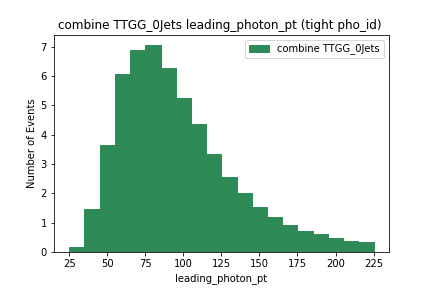 combine TTGG_0Jets leading_photon_pt (tight pho_id)
combine TTGG_0Jets
Number of Events
7
6
5
4
3
2
1
0
25 50 75 100 125 150 175 200 225
leading_photon_pt